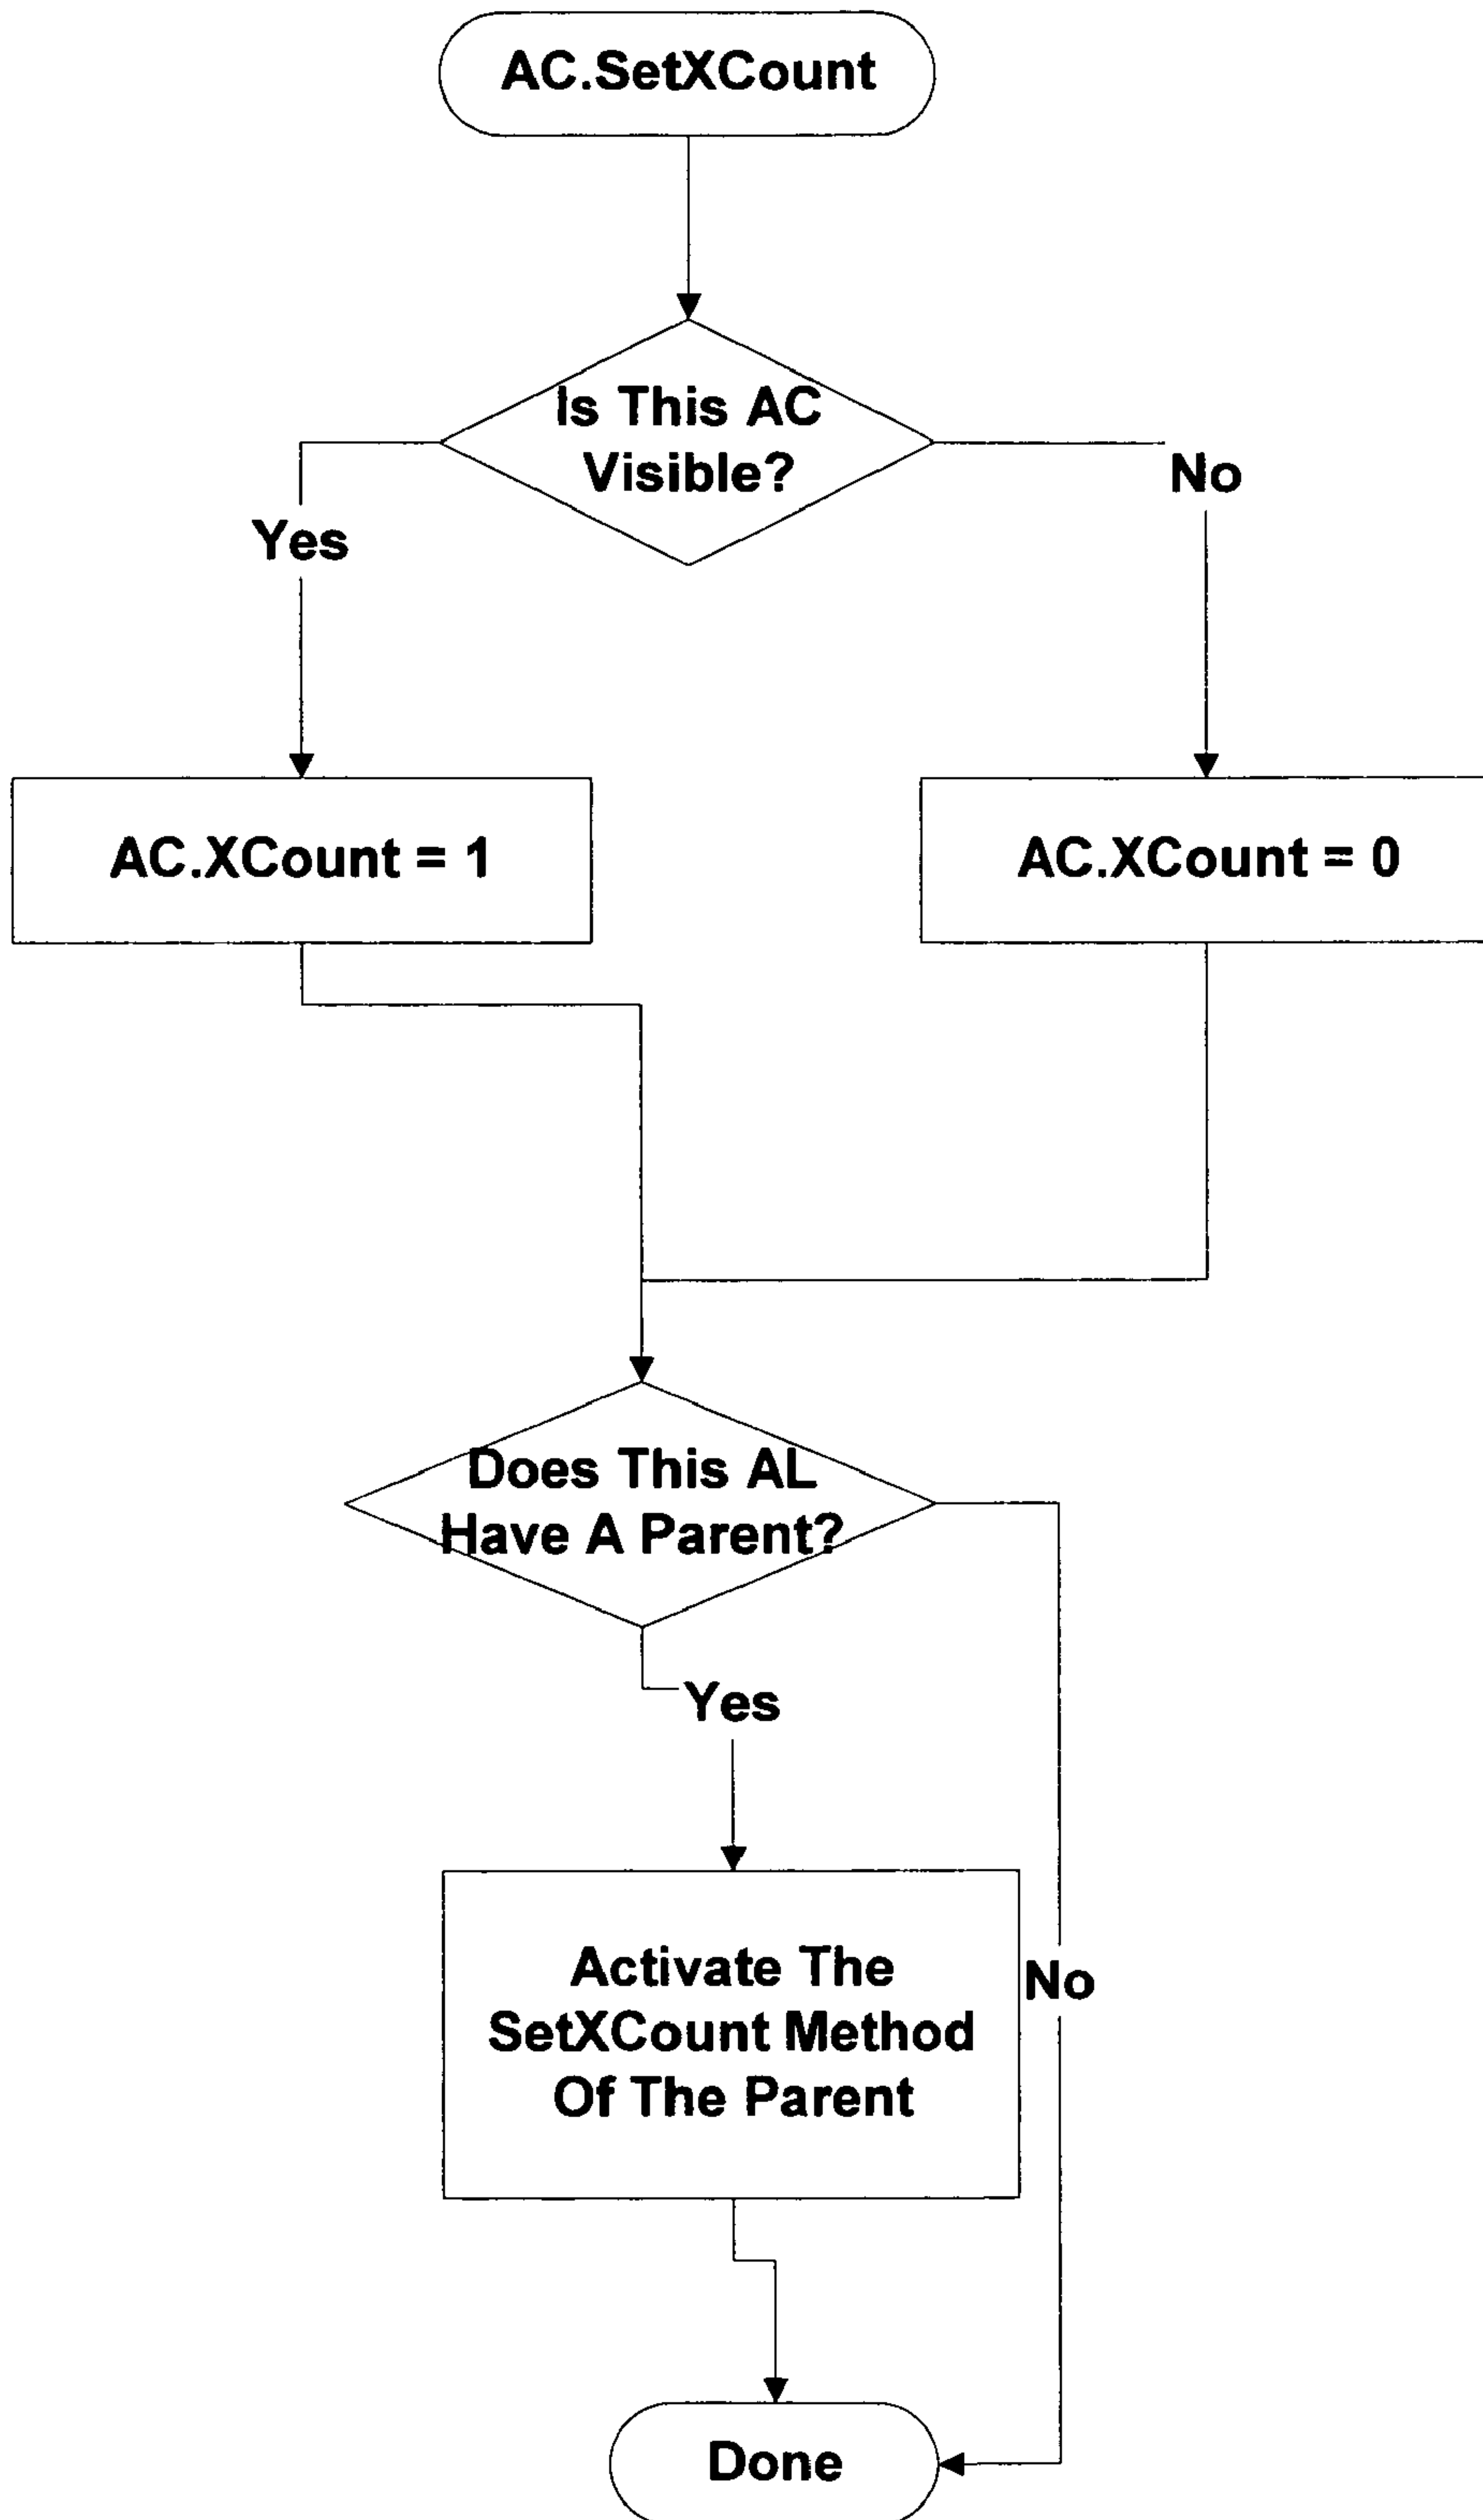 AC.SetXCount
Is This AC
Visible?
No
Yes
AC.XCount = 1
AC.XCount = 0
Does This AL
Have A Parent?
Yes
Activate The
SetXCount Method
Of The Parent
No
Done